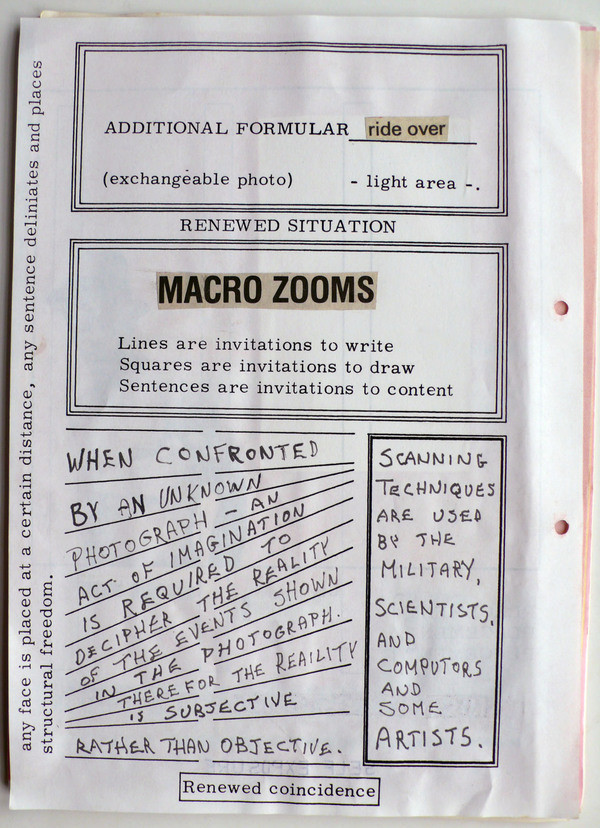 any face is placed at a certain distance, any sentence deliniates and places
structural freedom.
ADDITIONAL FORMULAR ride over
(exchangeable photo) - light area -.
RENEWED SITUATION
MACRO ZOOMS
Lines are invitations to write
Squares are invitations to draw
Sentences are invitations to content
WHEN CONFRONTED
BY AN UNKNOWN
PHOTOGRAPH - AN
ACT OF IMAGINATION
IS REQUIRED TO
DECIPHER THE REALITY
OF THE EVENTS SHOWN
IN THE PHOTOGRAPH.
THEREFOR THE REAILITY
IS SUBJECTIVE
RATHER THAN OBJECTIVE.
SCANNING
TECHNIQUES
ARE USED
BY THE
MILITARY,
SCIENTISTS,
AND
COMPUTORS
AND
SOME
ARTISTS.
Renewed coincidence